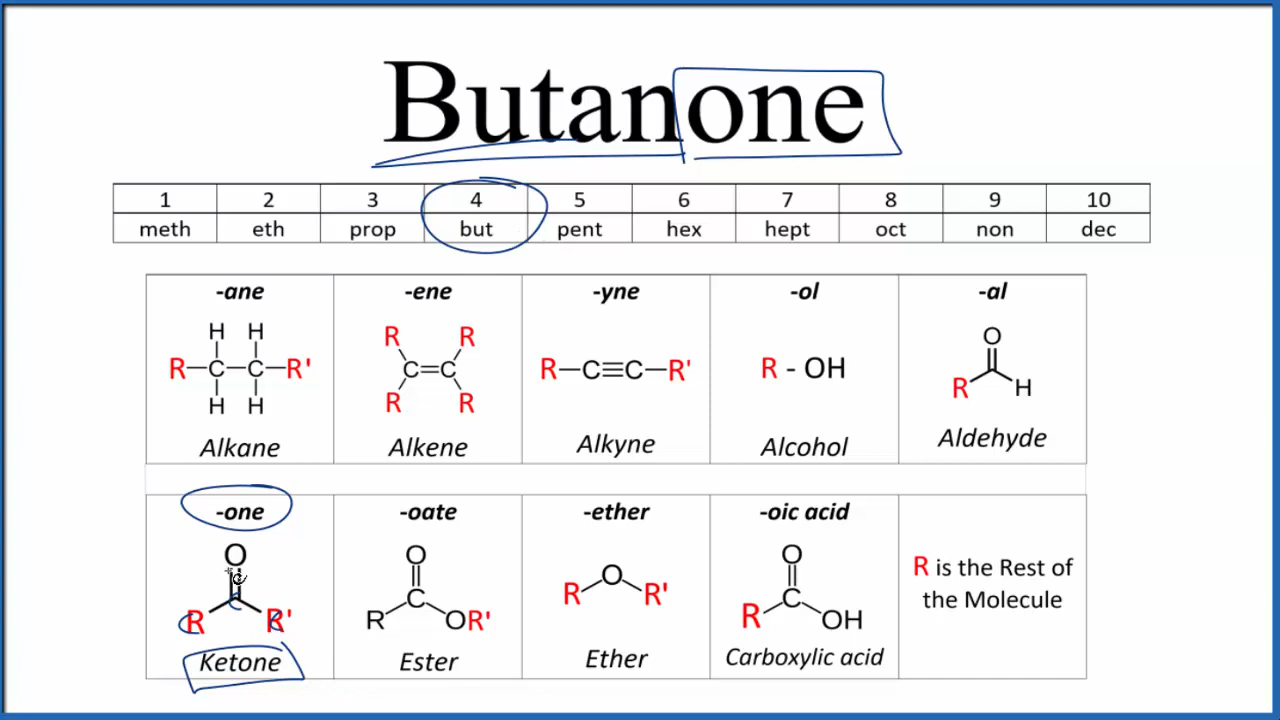 Butanone
1 2 3 4 5 6 7 8 9 10
meth eth prop but pent hex hept oct non dec
-ane -ene -yne -ol -al
H H
R-C-C-R'
H H
R R
C=C
R R
R-C≡C-R'
R - OH
O
R H
Alkane Alkene Alkyne Alcohol Aldehyde
-one -oate -ether -oic acid
O
R R'
O
C
R OR'
O
R R'
O
C
R OH
R is the Rest of
the Molecule
Ketone Ester Ether Carboxylic acid